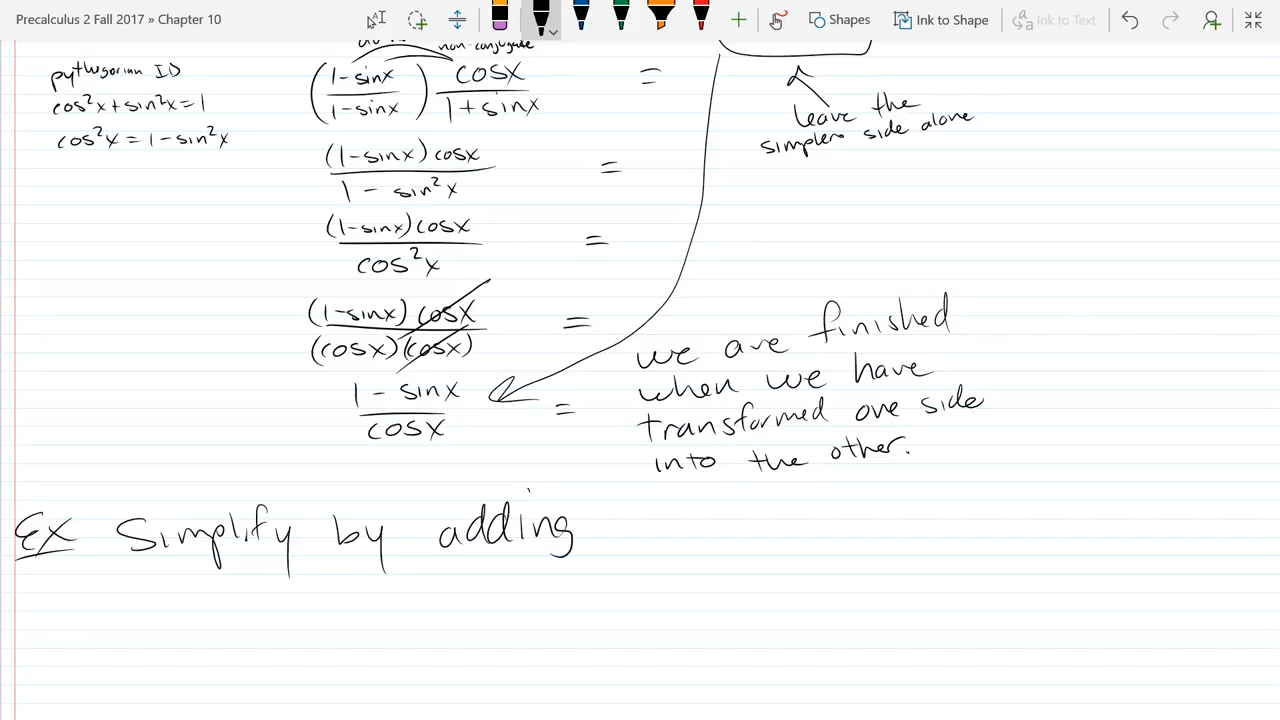 Precalculus 2 Fall 2017 » Chapter 10
Shapes
Ink to Shape
Ink to Text
non-conjugate
pythagorian ID
cos²x + sin²x = 1
cos²x = 1 - sin²x
((1-sinx)/(1-sinx)) cosx/(1+sinx) =
leave the
simpler side alone
(1-sinx)cosx / (1 - sin²x) =
(1-sinx)cosx / cos²x =
(1-sinx)(cosx) / (cosx)(cosx) =
(1 - sinx) / cosx =
we are finished
when we have
transformed one side
into the other.
Ex Simplify by adding